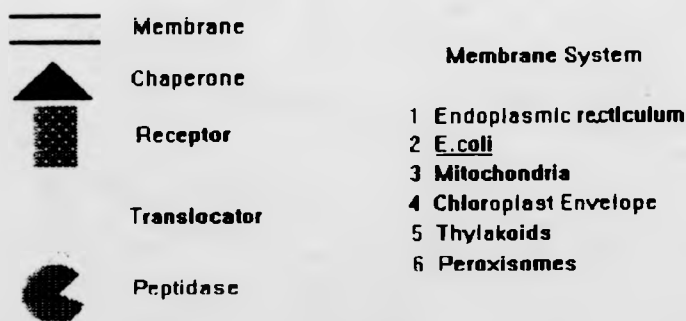 Membrane
Chaperone
Receptor
Translocator
Peptidase
Membrane System
1 Endoplasmic recticulum
2 E.coli
3 Mitochondria
4 Chloroplast Envelope
5 Thylakoids
6 Peroxisomes